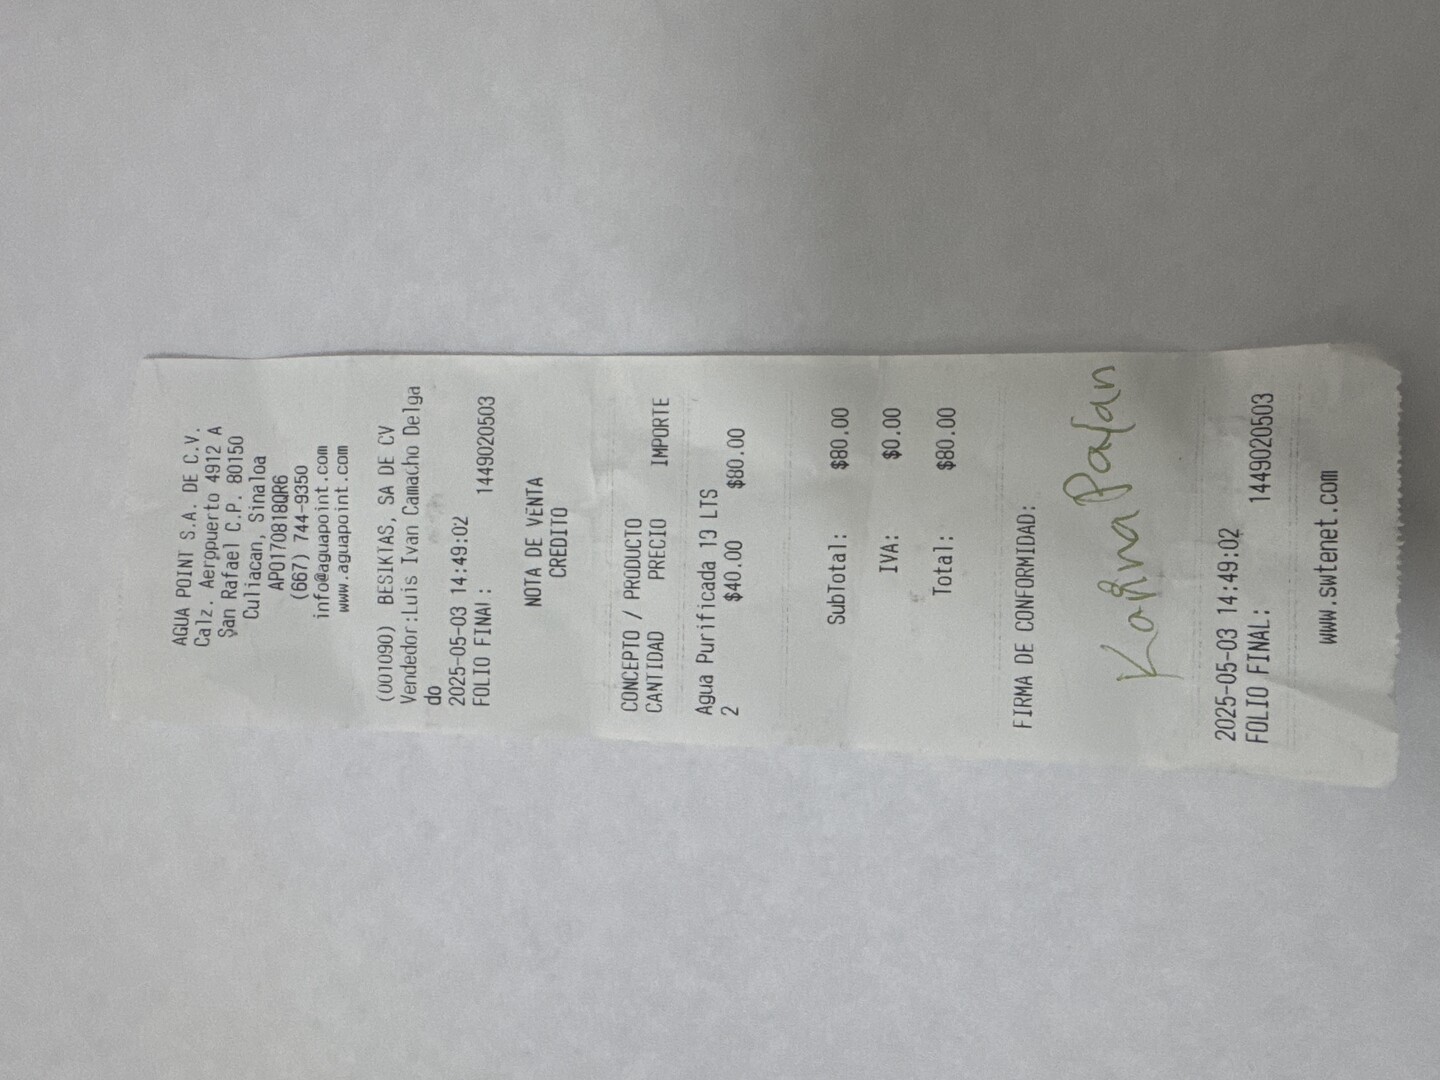 AGUA POINT S.A. DE C.V.
Calz. Aeropuerto 4912 A
San Rafael C.P. 80150
Culiacan, Sinaloa
APO170818QR6
(667) 744-9350
info@aguapoint.com
www.aguapoint.com
(001090) BESIKTAS, SA DE CV
Vendedor:Luis Ivan Camacho Delga
do
2025-05-03 14:49:02
FOLIO FINAL: 1449020503
NOTA DE VENTA
CREDITO
CONCEPTO / PRODUCTO
CANTIDAD PRECIO IMPORTE
Agua Purificada 13 LTS
2 $40.00 $80.00
SubTotal: $80.00
IVA: $0.00
Total: $80.00
FIRMA DE CONFORMIDAD:
Karina
2025-05-03 14:49:02
FOLIO FINAL: 1449020503
www.swtenet.com